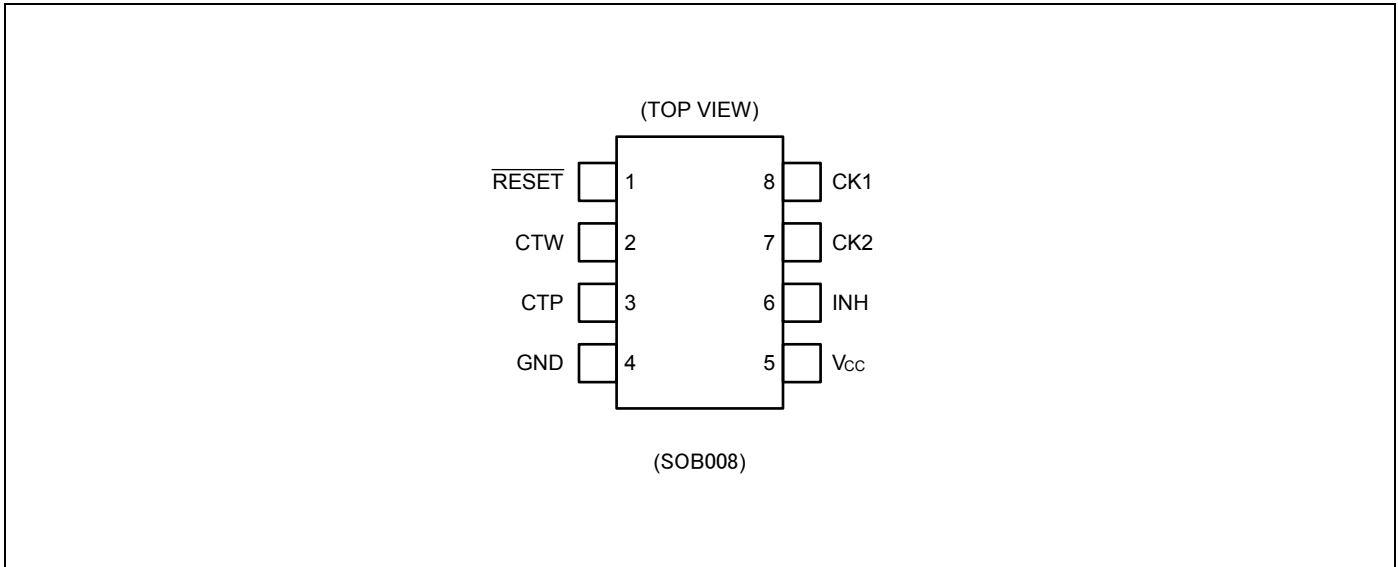 (TOP VIEW)
RESET 1 8 CK1
CTW 2 7 CK2
CTP 3 6 INH
GND 4 5 VCC
(SOB008)